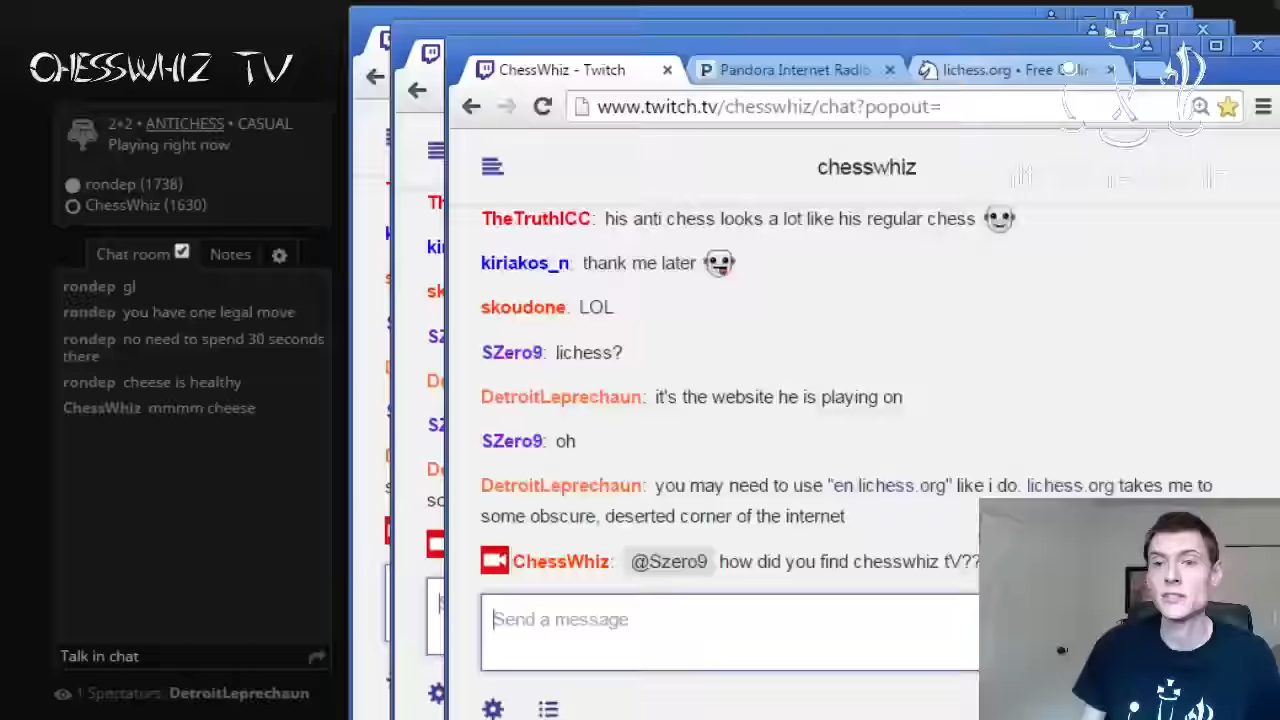 CHESSWHIZ TV
2+2 • ANTICHESS • CASUAL
Playing right now
rondep (1738)
ChessWhiz (1630)
Chat room
Notes
rondep gl
rondep you have one legal move
rondep no need to spend 30 seconds
there
rondep cheese is healthy
ChessWhiz mmmm cheese
Talk in chat
1 Spectators: DetroitLeprechaun
ChessWhiz - Twitch
Pandora Internet Radio
lichess.org • Free Onlin
www.twitch.tv/chesswhiz/chat?popout=
chesswhiz
TheTruthICC: his anti chess looks a lot like his regular chess
kiriakos_n: thank me later
skoudone: LOL
SZero9: lichess?
DetroitLeprechaun: it's the website he is playing on
SZero9: oh
DetroitLeprechaun: you may need to use "en.lichess.org" like i do. lichess.org takes me to
some obscure, deserted corner of the internet
ChessWhiz: @Szero9 how did you find chesswhiz tV??
Send a message